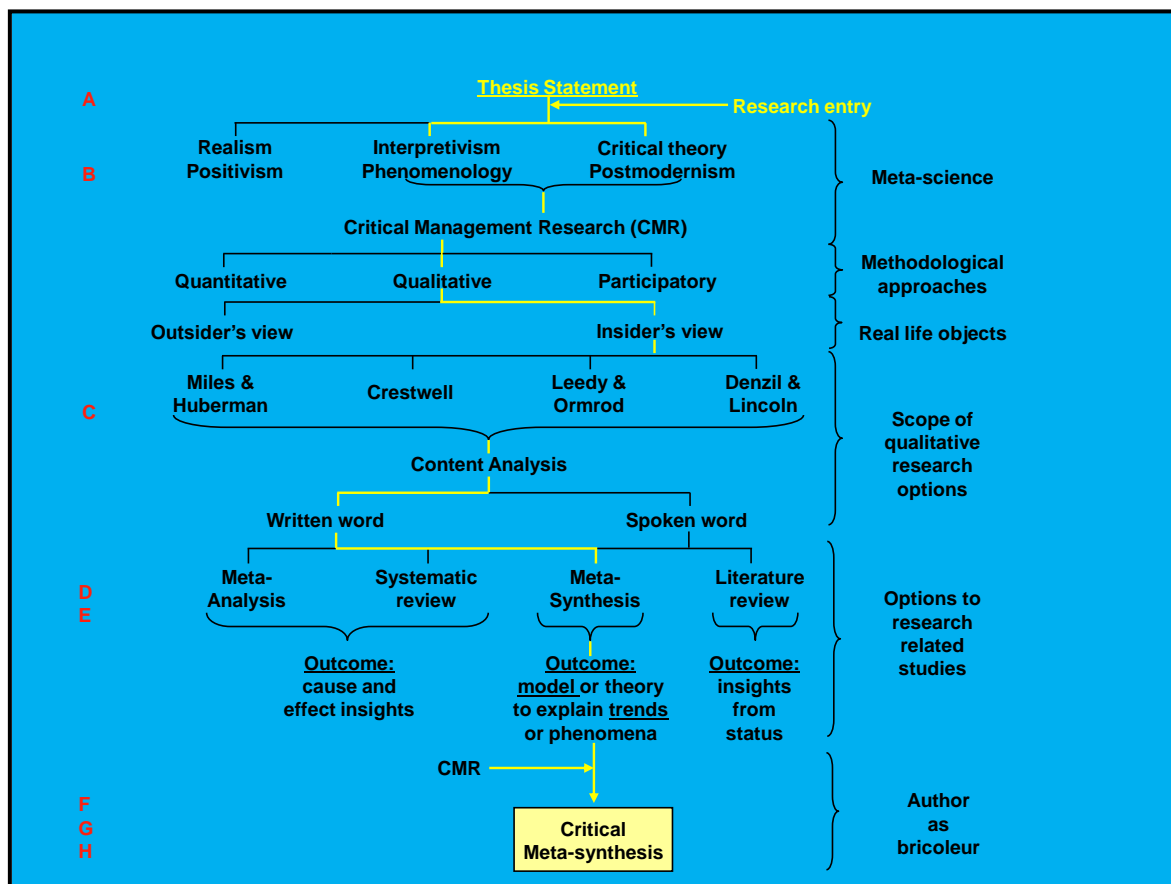 A
Thesis Statement
Research entry
Realism
Positivism
Interpretivism
Phenomenology
Critical theory
Postmodernism
B
Meta-science
Critical Management Research (CMR)
Quantitative
Qualitative
Participatory
Methodological
approaches
Outsider's view
Insider's view
Real life objects
Miles &
Huberman
Crestwell
Leedy &
Ormrod
Denzil &
Lincoln
C
Scope of
qualitative
research
options
Content Analysis
Written word
Spoken word
D
E
Meta-
Analysis
Systematic
review
Meta-
Synthesis
Literature
review
Options to
research
related
studies
Outcome:
cause and
effect insights
Outcome:
model or theory
to explain trends
or phenomena
Outcome:
insights
from
status
CMR
F
G
H
Critical
Meta-synthesis
Author
as
bricoleur